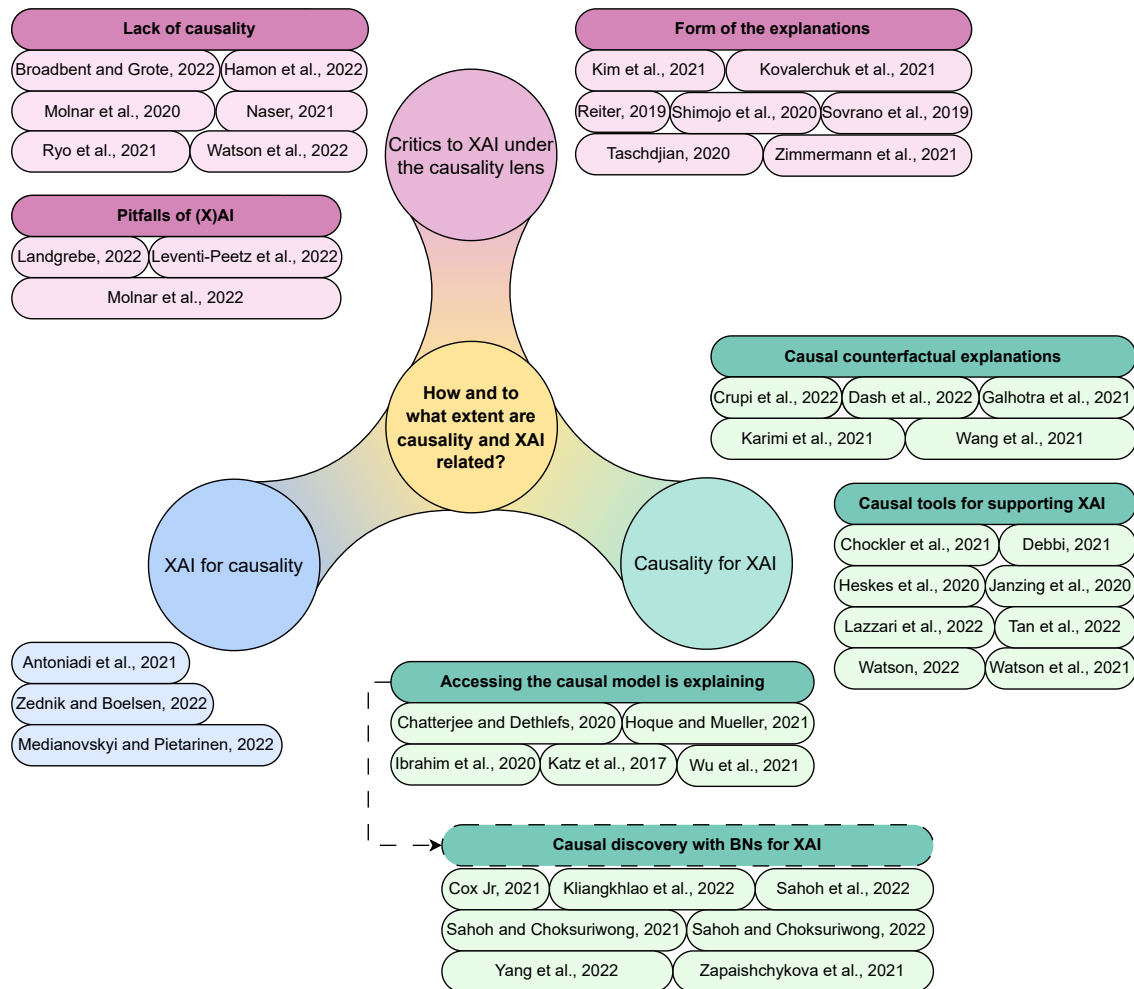 Lack of causality
Broadbent and Grote, 2022
Hamon et al., 2022
Molnar et al., 2020
Naser, 2021
Ryo et al., 2021
Watson et al., 2022
Form of the explanations
Kim et al., 2021
Kovalerchuk et al., 2021
Reiter, 2019
Shimojo et al., 2020
Sovrano et al., 2019
Taschdjian, 2020
Zimmermann et al., 2021
Critics to XAI under
the causality lens
Pitfalls of (X)AI
Landgrebe, 2022
Leventi-Peetz et al., 2022
Molnar et al., 2022
How and to
what extent are
causality and XAI
related?
Causal counterfactual explanations
Crupi et al., 2022
Dash et al., 2022
Galhotra et al., 2021
Karimi et al., 2021
Wang et al., 2021
XAI for causality
Causality for XAI
Causal tools for supporting XAI
Chockler et al., 2021
Debbi, 2021
Heskes et al., 2020
Janzing et al., 2020
Lazzari et al., 2022
Tan et al., 2022
Watson, 2022
Watson et al., 2021
Antoniadi et al., 2021
Zednik and Boelsen, 2022
Medianovskyi and Pietarinen, 2022
Accessing the causal model is explaining
Chatterjee and Dethlefs, 2020
Hoque and Mueller, 2021
Ibrahim et al., 2020
Katz et al., 2017
Wu et al., 2021
Causal discovery with BNs for XAI
Cox Jr, 2021
Kliangkhlao et al., 2022
Sahoh et al., 2022
Sahoh and Choksuriwong, 2021
Sahoh and Choksuriwong, 2022
Yang et al., 2022
Zapaishchykova et al., 2021